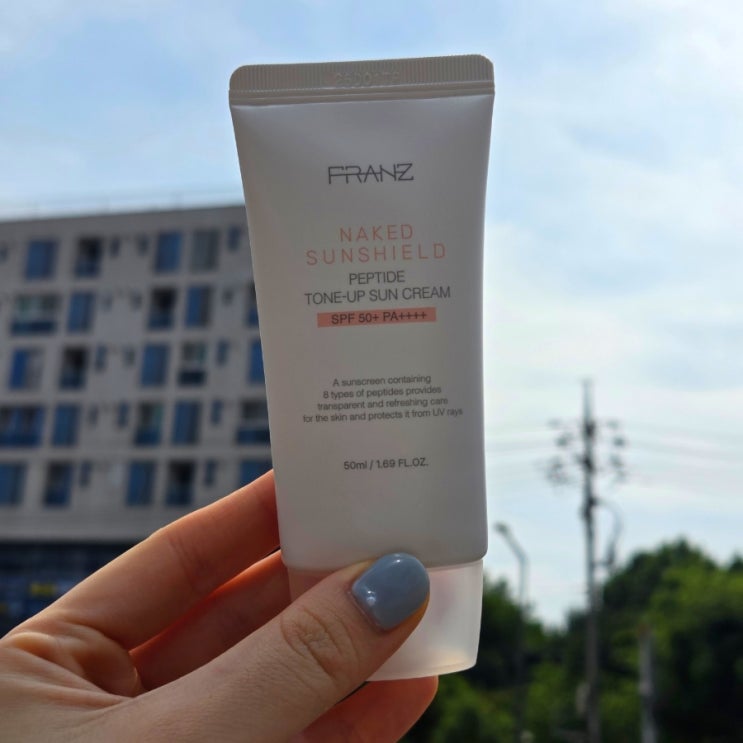 FRANZ
NAKED
SUNSHIELD
PEPTIDE
TONE-UP SUN CREAM
SPF 50+ PA++++
A sunscreen containing
8 types of peptides provides
transparent and refreshing care
for the skin and protects it from UV rays
50ml / 1.69 FL.OZ.